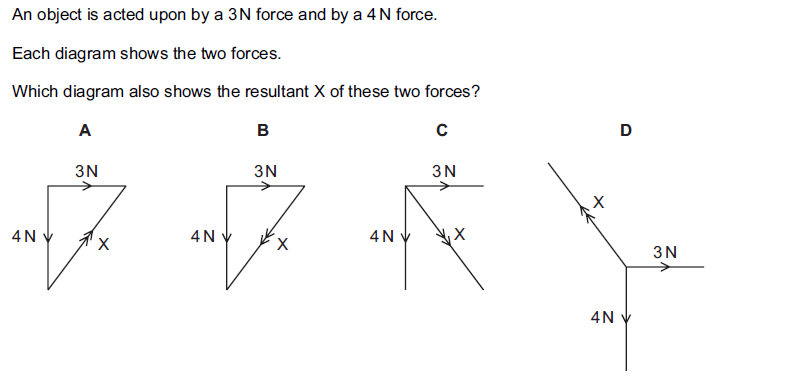 An object is acted upon by a 3 N force and by a 4 N force.
Each diagram shows the two forces.
Which diagram also shows the resultant X of these two forces?
A B C D
3 N 3 N 3 N
X
4 N X 4 N X 4 N X
3 N
4 N